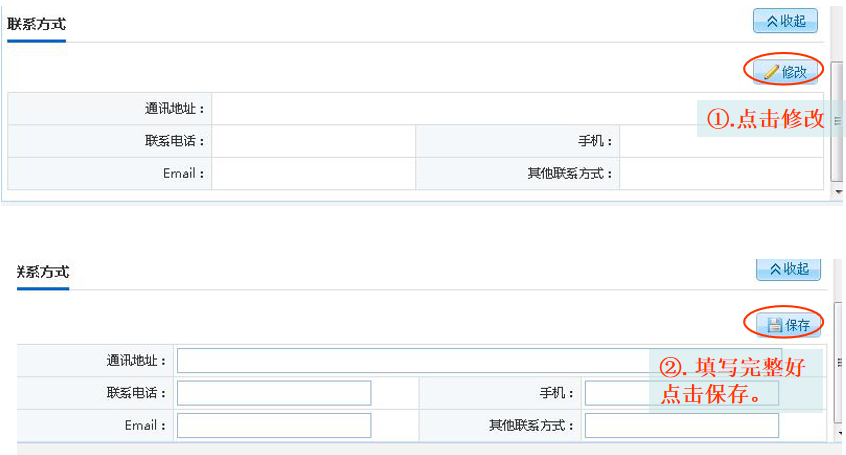 联系方式
收起
修改
通讯地址：
①.点击修改
联系电话：
手机：
Email：
其他联系方式：
联系方式
收起
保存
通讯地址：
②. 填写完整好
点击保存。
联系电话：
手机：
Email：
其他联系方式：